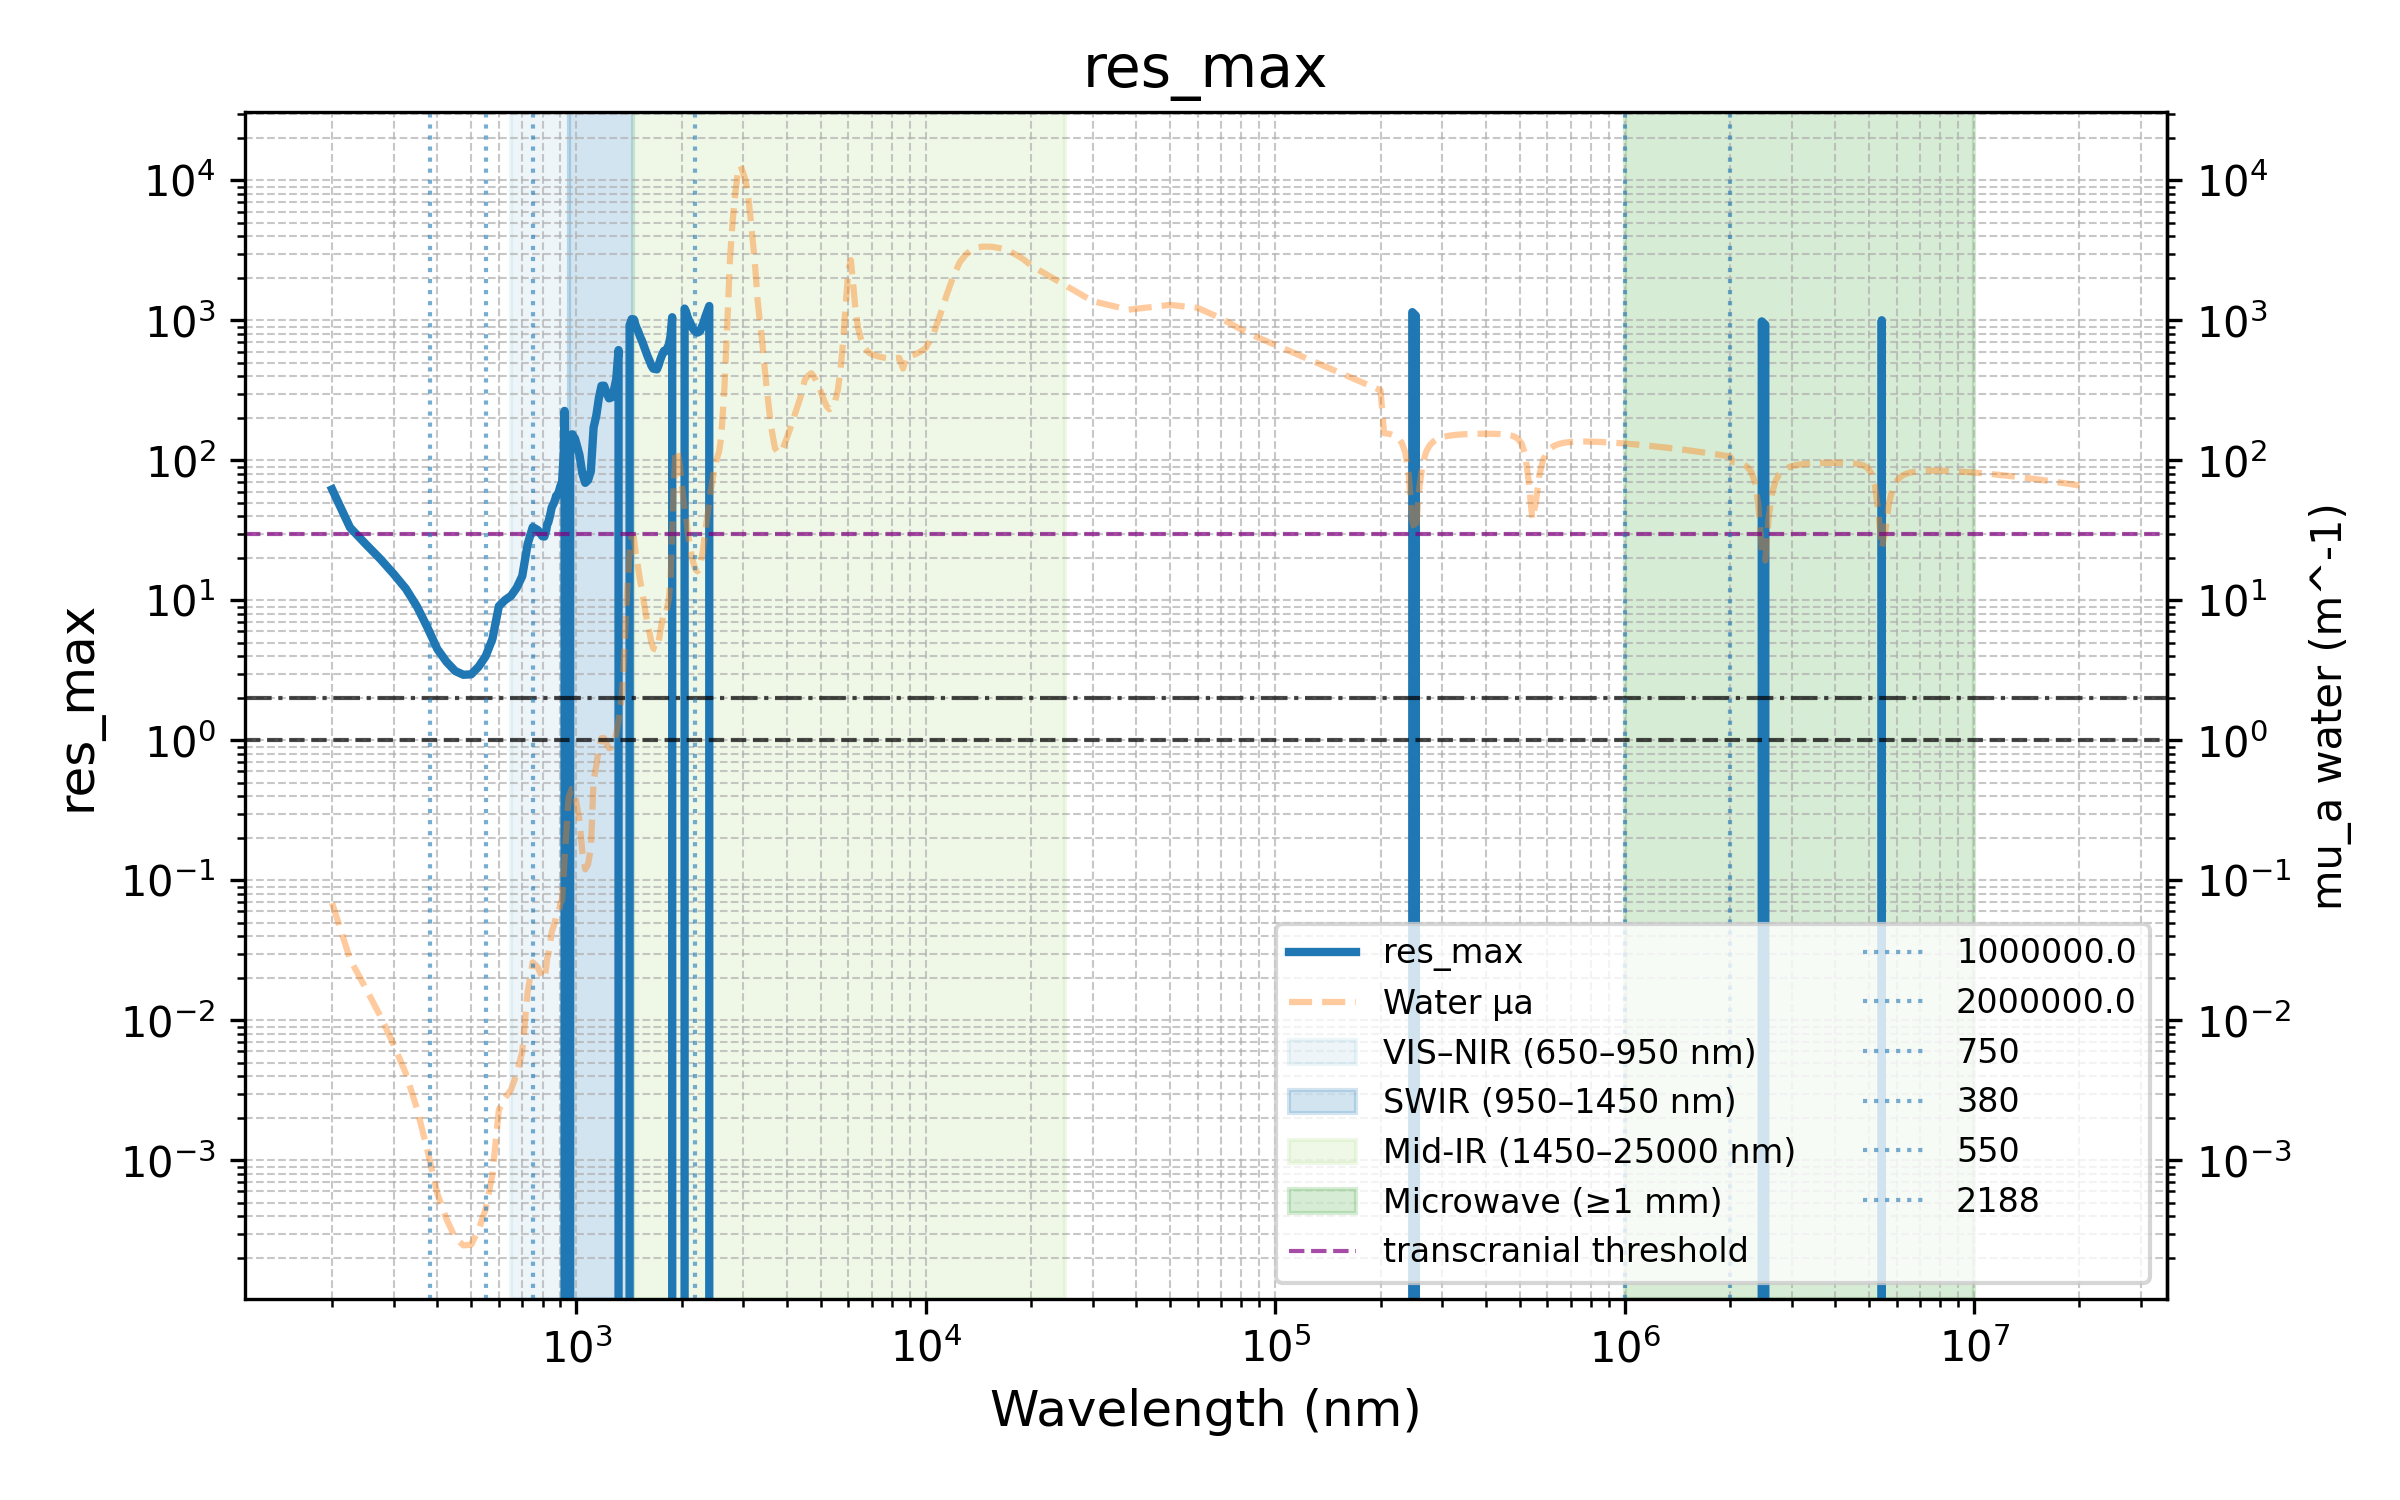 res_max
10^4
10^3
10^2
10^1
10^0
10^−1
10^−2
10^−3
res_max
10^4
10^3
10^2
10^1
10^0
10^−1
10^−2
10^−3
mu_a water (m^-1)
res_max
Water μa
VIS–NIR (650–950 nm)
SWIR (950–1450 nm)
Mid-IR (1450–25000 nm)
Microwave (≥1 mm)
transcranial threshold
1000000.0
2000000.0
750
380
550
2188
10^3 10^4 10^5 10^6 10^7
Wavelength (nm)